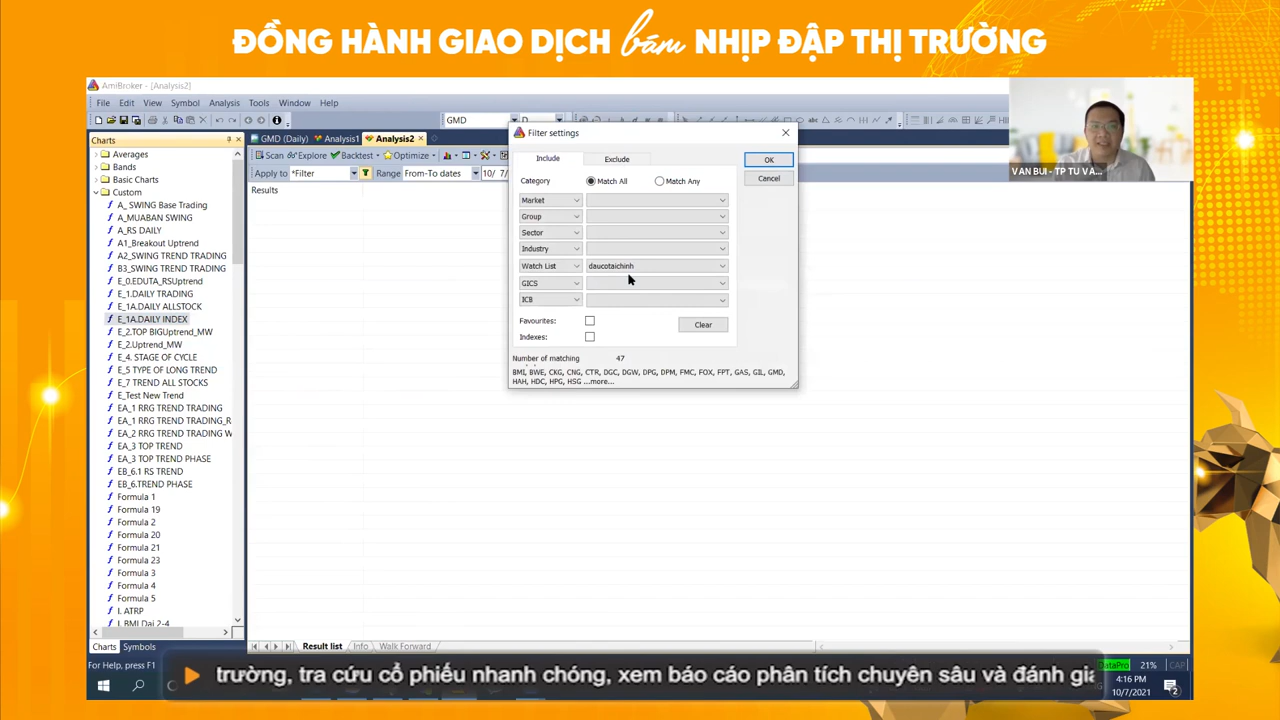 ĐỒNG HÀNH GIAO DỊCH bám NHỊP ĐẬP THỊ TRƯỜNG
AmiBroker - [Analysis2]
File Edit View Symbol Analysis Tools Window Help
GMD D
Charts
GMD (Daily) Analysis1 Analysis2
Scan Explore Backtest Optimize
Apply to *Filter Range From-To dates 10/ 7/
Results
Averages
Bands
Basic Charts
Custom
A_ SWING Base Trading
A_MUABAN SWING
A_RS DAILY
A1_Breakout Uptrend
A2_SWING TREND TRADING
B3_SWING TREND TRADING
E_0.EDUTA_RSUptrend
E_1.DAILY TRADING
E_1A.DAILY ALLSTOCK
E_1A.DAILY INDEX
E_2.TOP BIGUptrend_MW
E_2.Uptrend_MW
E_4. STAGE OF CYCLE
E_5 TYPE OF LONG TREND
E_7 TREND ALL STOCKS
E_Test New Trend
EA_1 RRG TREND TRADING
EA_1 RRG TREND TRADING_R
EA_2 RRG TREND TRADING W
EA_3 TOP TREND
EA_3 TOP TREND PHASE
EB_6.1 RS TREND
EB_6.TREND PHASE
Formula 1
Formula 19
Formula 2
Formula 20
Formula 21
Formula 23
Formula 3
Formula 4
Formula 5
I. ATRP
I_BMI Dai 2-4
Charts Symbols
For Help, press F1
Filter settings
Include Exclude
OK
Cancel
Category Match All Match Any
Market
Group
Sector
Industry
Watch List daucotaichinh
GICS
ICB
Favourites:
Indexes:
Clear
Number of matching 47
BMI, BWE, CKG, CNG, CTR, DGC, DGW, DPG, DPM, FMC, FOX, FPT, GAS, GIL, GMD,
HAH, HDC, HPG, HSG ...more...
VAN BUI - TP TU VA...
Result list Info Walk Forward
trường, tra cứu cổ phiếu nhanh chóng, xem báo cáo phân tích chuyên sâu và đánh giá
DataPro 21% CAP
4:16 PM
10/7/2021
2